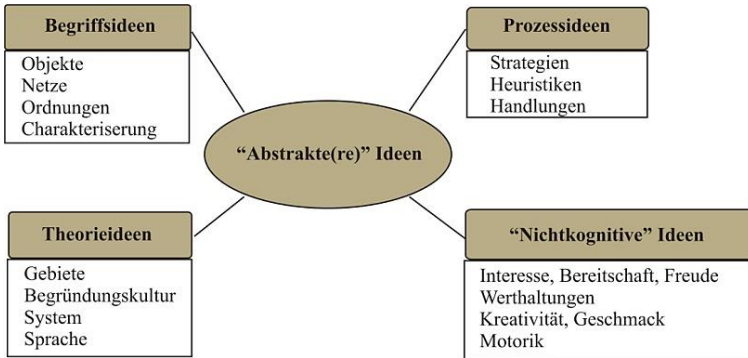 Begriffsideen
Objekte
Netze
Ordnungen
Charakteriserung
Prozessideen
Strategien
Heuristiken
Handlungen
“Abstrakte(re)” Ideen
Theorieideen
Gebiete
Begründungskultur
System
Sprache
“Nichtkognitive” Ideen
Interesse, Bereitschaft, Freude
Werthaltungen
Kreativität, Geschmack
Motorik